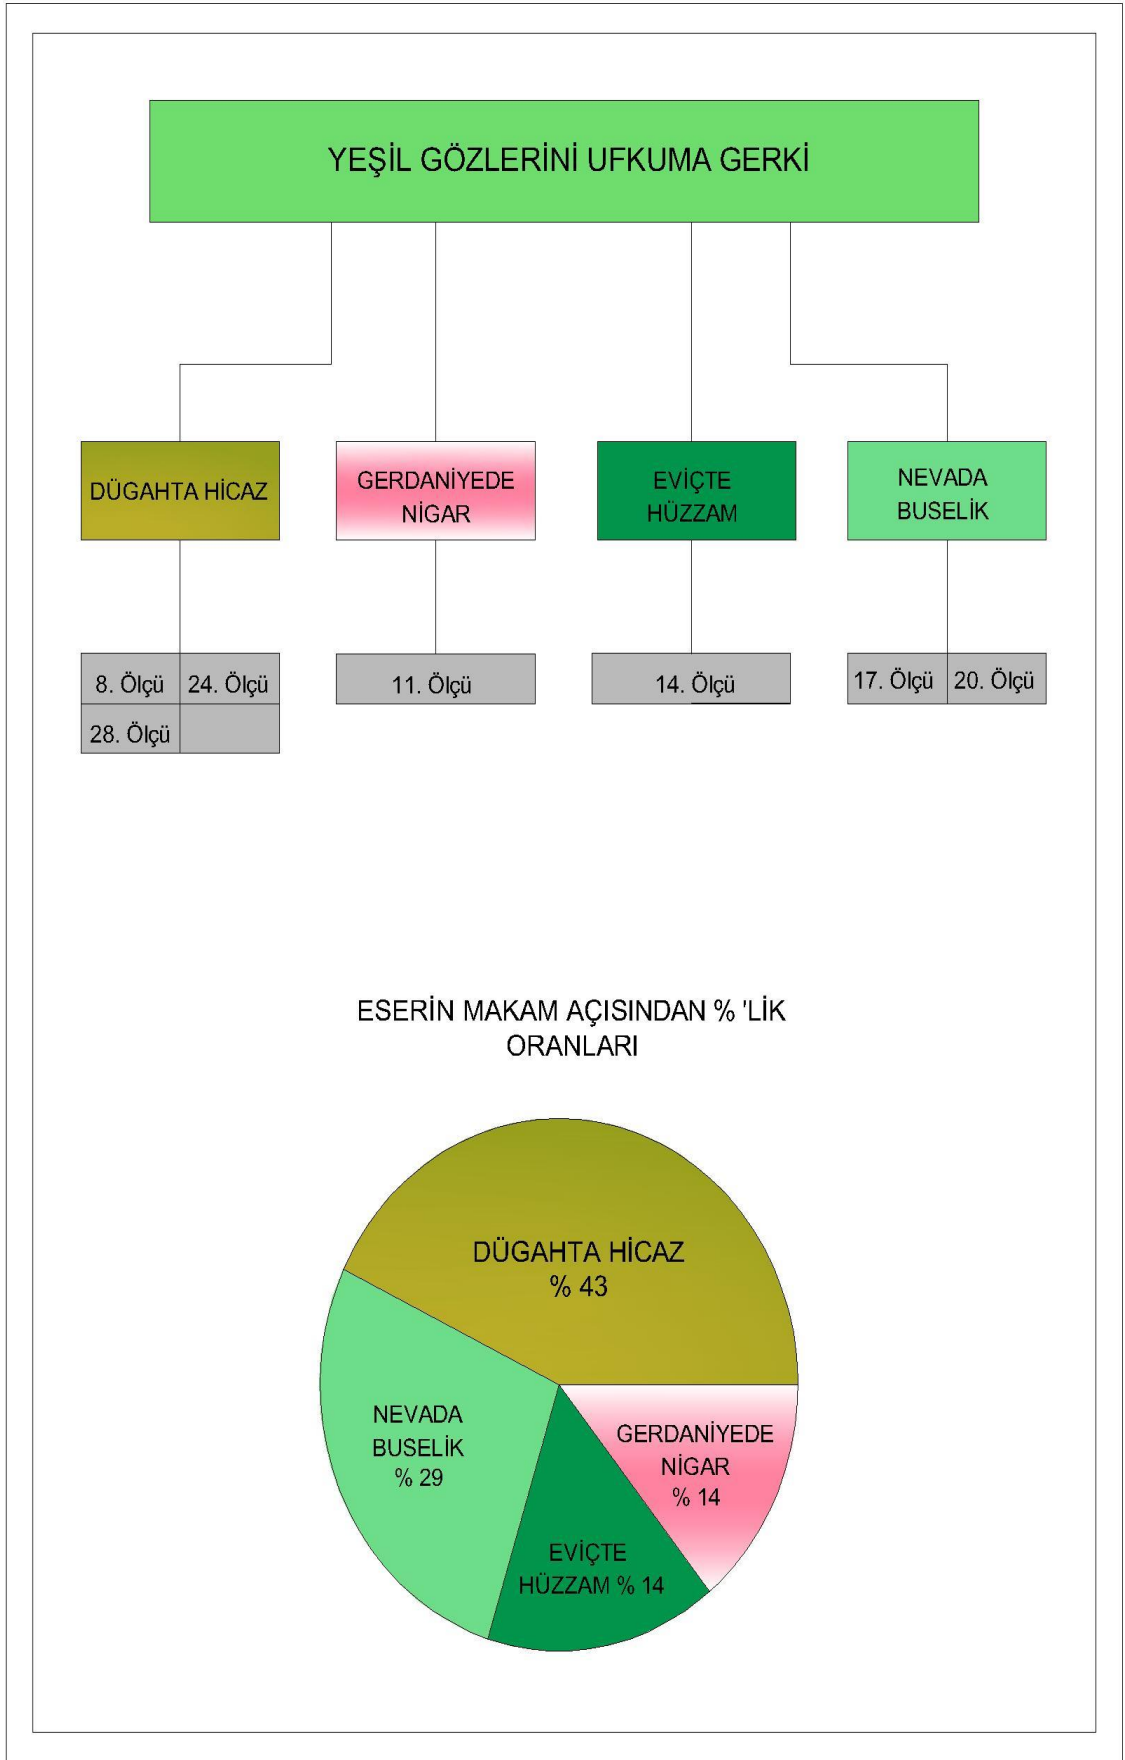 YEŞİL GÖZLERİNİ UFKUMA GERKİ
DÜGAHTA HİCAZ
GERDANİYEDE
NİGAR
EVİÇTE
HÜZZAM
NEVADA
BUSELİK
8. Ölçü
24. Ölçü
28. Ölçü
11. Ölçü
14. Ölçü
17. Ölçü
20. Ölçü
ESERİN MAKAM AÇISINDAN % 'LİK
ORANLARI
DÜGAHTA HİCAZ
% 43
NEVADA
BUSELİK
% 29
GERDANİYEDE
NİGAR
% 14
EVİÇTE
HÜZZAM % 14